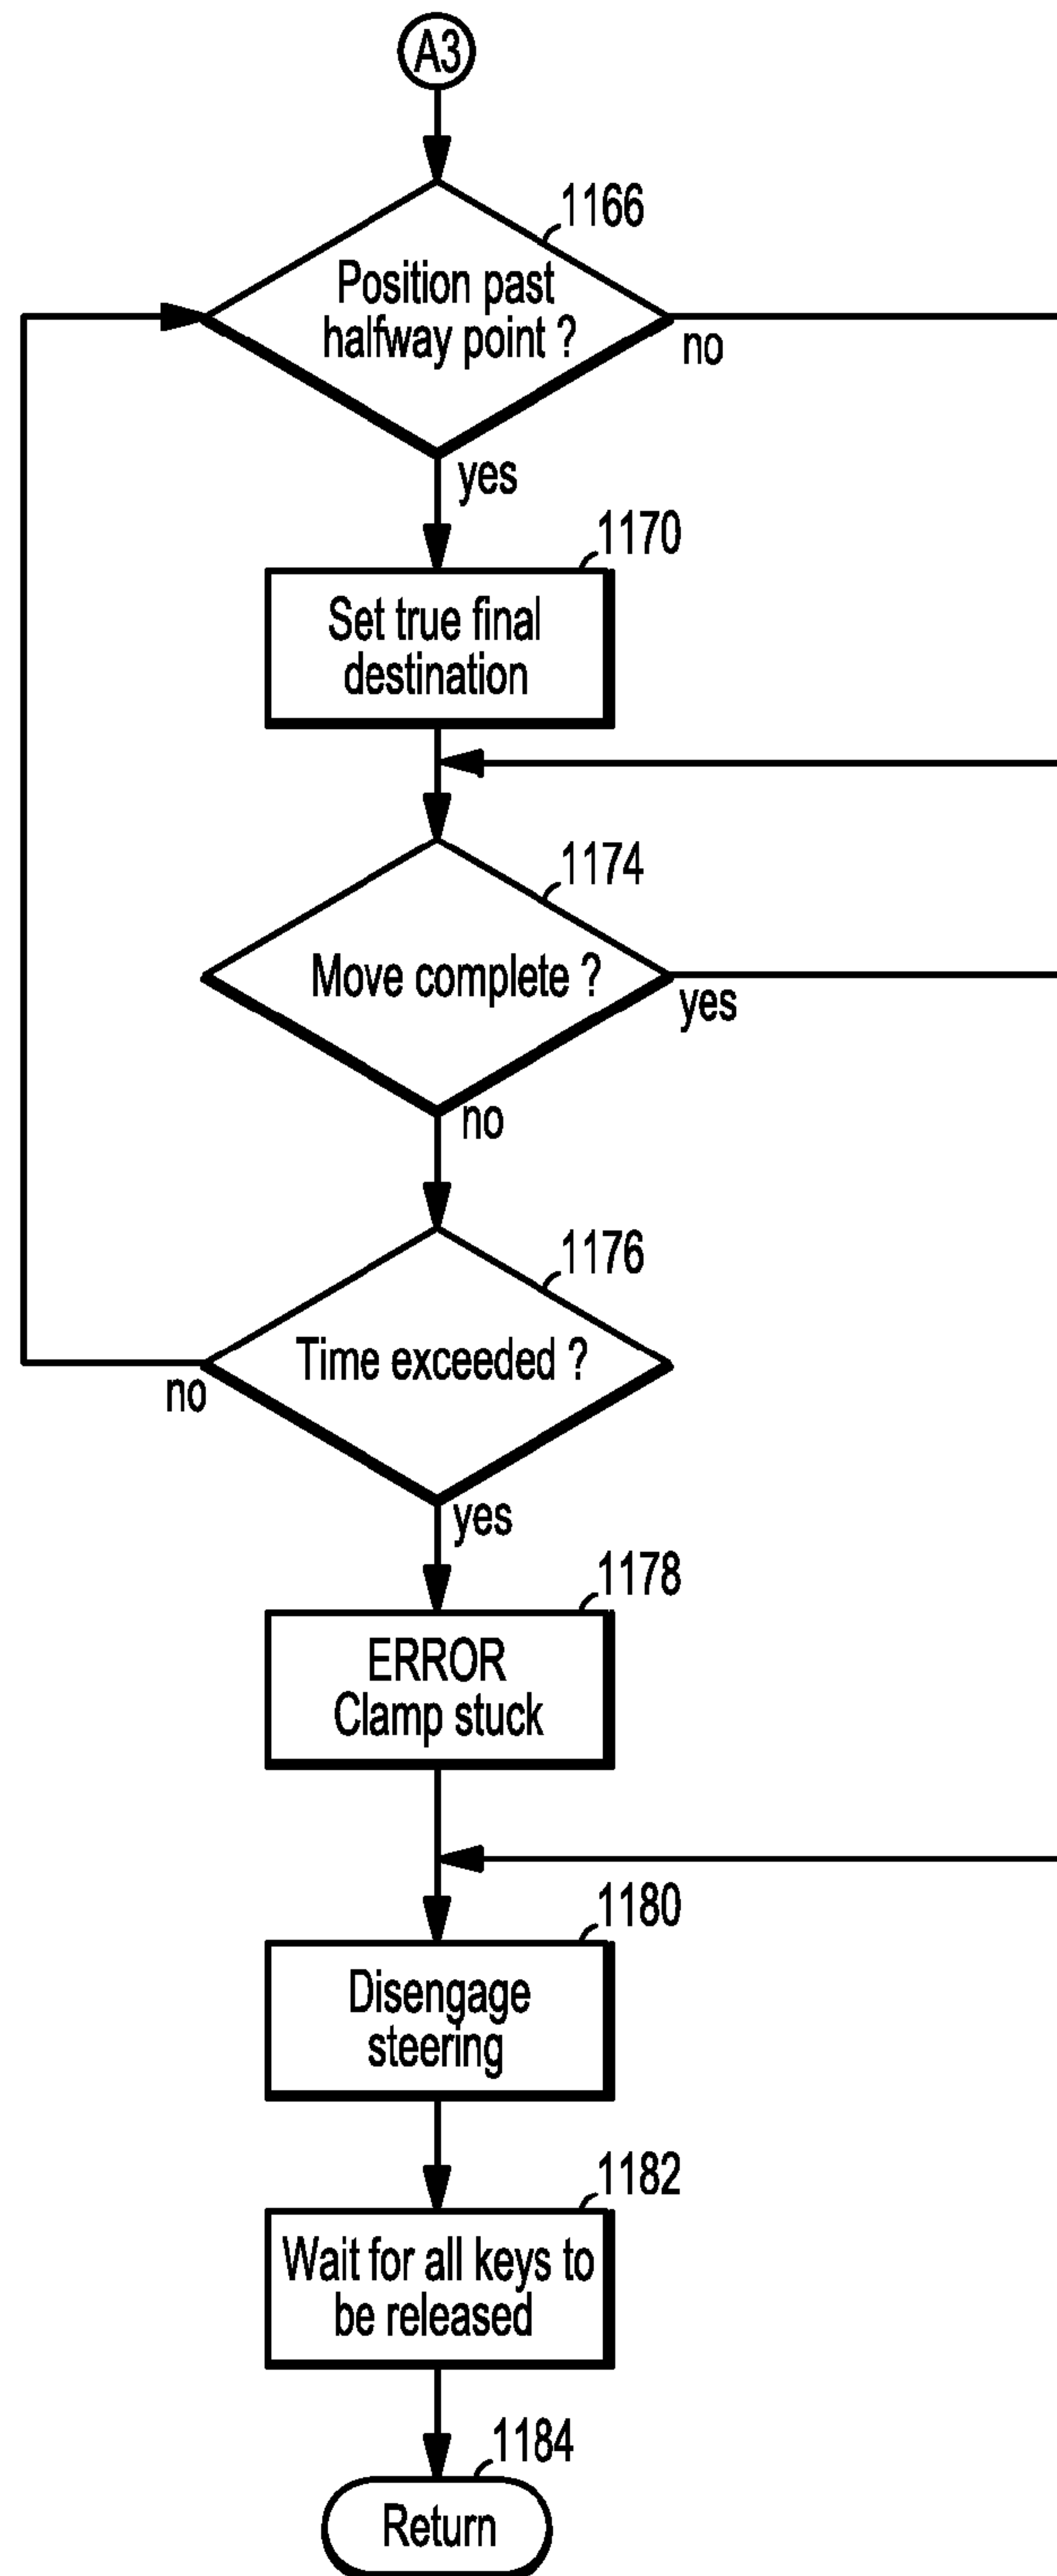 A3
1166
Position past
halfway point ?
no
yes
1170
Set true final
destination
1174
Move complete ?
yes
no
1176
Time exceeded ?
no
yes
1178
ERROR
Clamp stuck
1180
Disengage
steering
1182
Wait for all keys to
be released
1184
Return